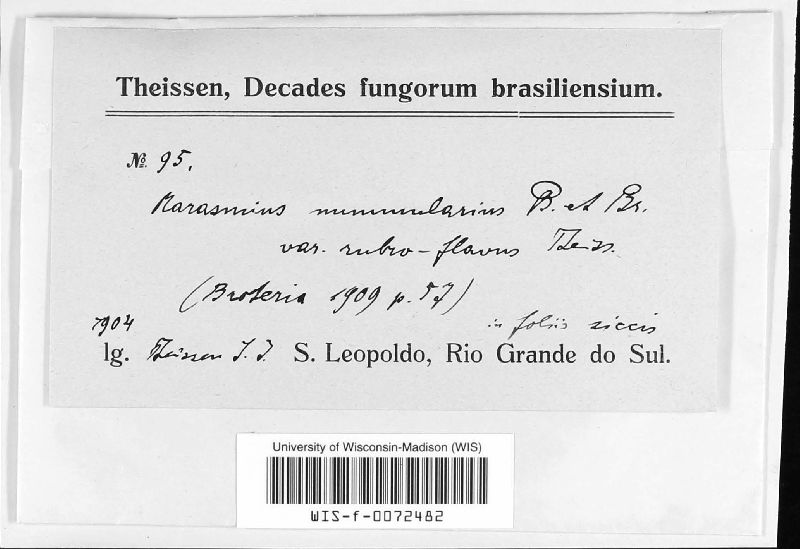 Theissen, Decades fungorum brasiliensium.
№ 95.
Marasmius nummularius B. et Br.
var. rubro-flavus Theiss.
(Broteria 1909 p. 57)
in foliis siccis
1904
lg. Theissen S. J. S. Leopoldo, Rio Grande do Sul.
University of Wisconsin-Madison (WIS)
WIS-f-0072482